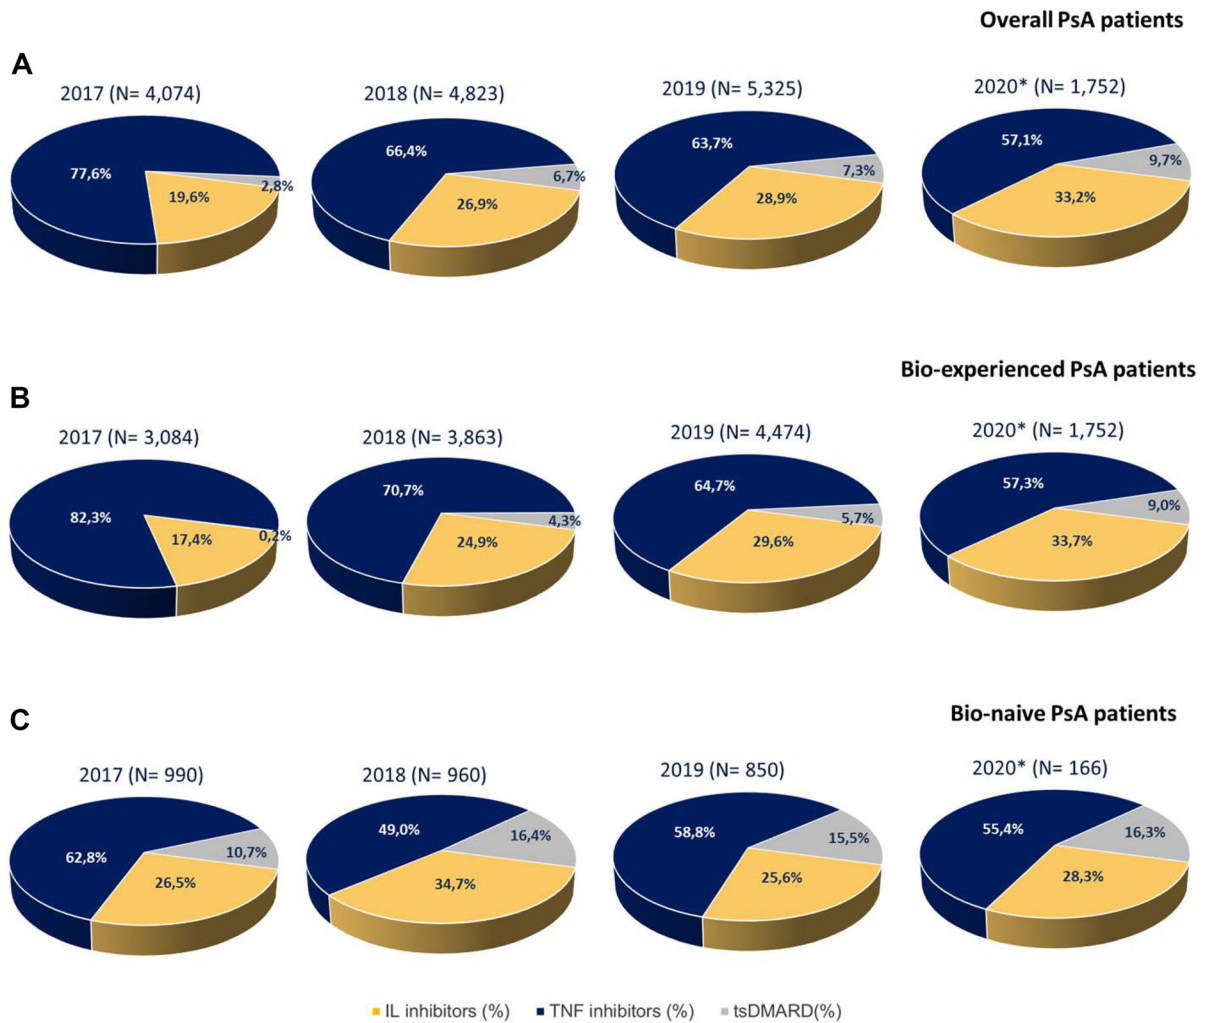 Overall PsA patients
A
2017 (N= 4,074)
2018 (N= 4,823)
2019 (N= 5,325)
2020* (N= 1,752)
77,6%
19,6%
2,8%
66,4%
26,9%
6,7%
63,7%
28,9%
7,3%
57,1%
33,2%
9,7%
Bio-experienced PsA patients
B
2017 (N= 3,084)
2018 (N= 3,863)
2019 (N= 4,474)
2020* (N= 1,752)
82,3%
17,4%
0,2%
70,7%
24,9%
4,3%
64,7%
29,6%
5,7%
57,3%
33,7%
9,0%
Bio-naive PsA patients
C
2017 (N= 990)
2018 (N= 960)
2019 (N= 850)
2020* (N= 166)
62,8%
26,5%
10,7%
49,0%
34,7%
16,4%
58,8%
25,6%
15,5%
55,4%
28,3%
16,3%
IL inhibitors (%)
TNF inhibitors (%)
tsDMARD(%)